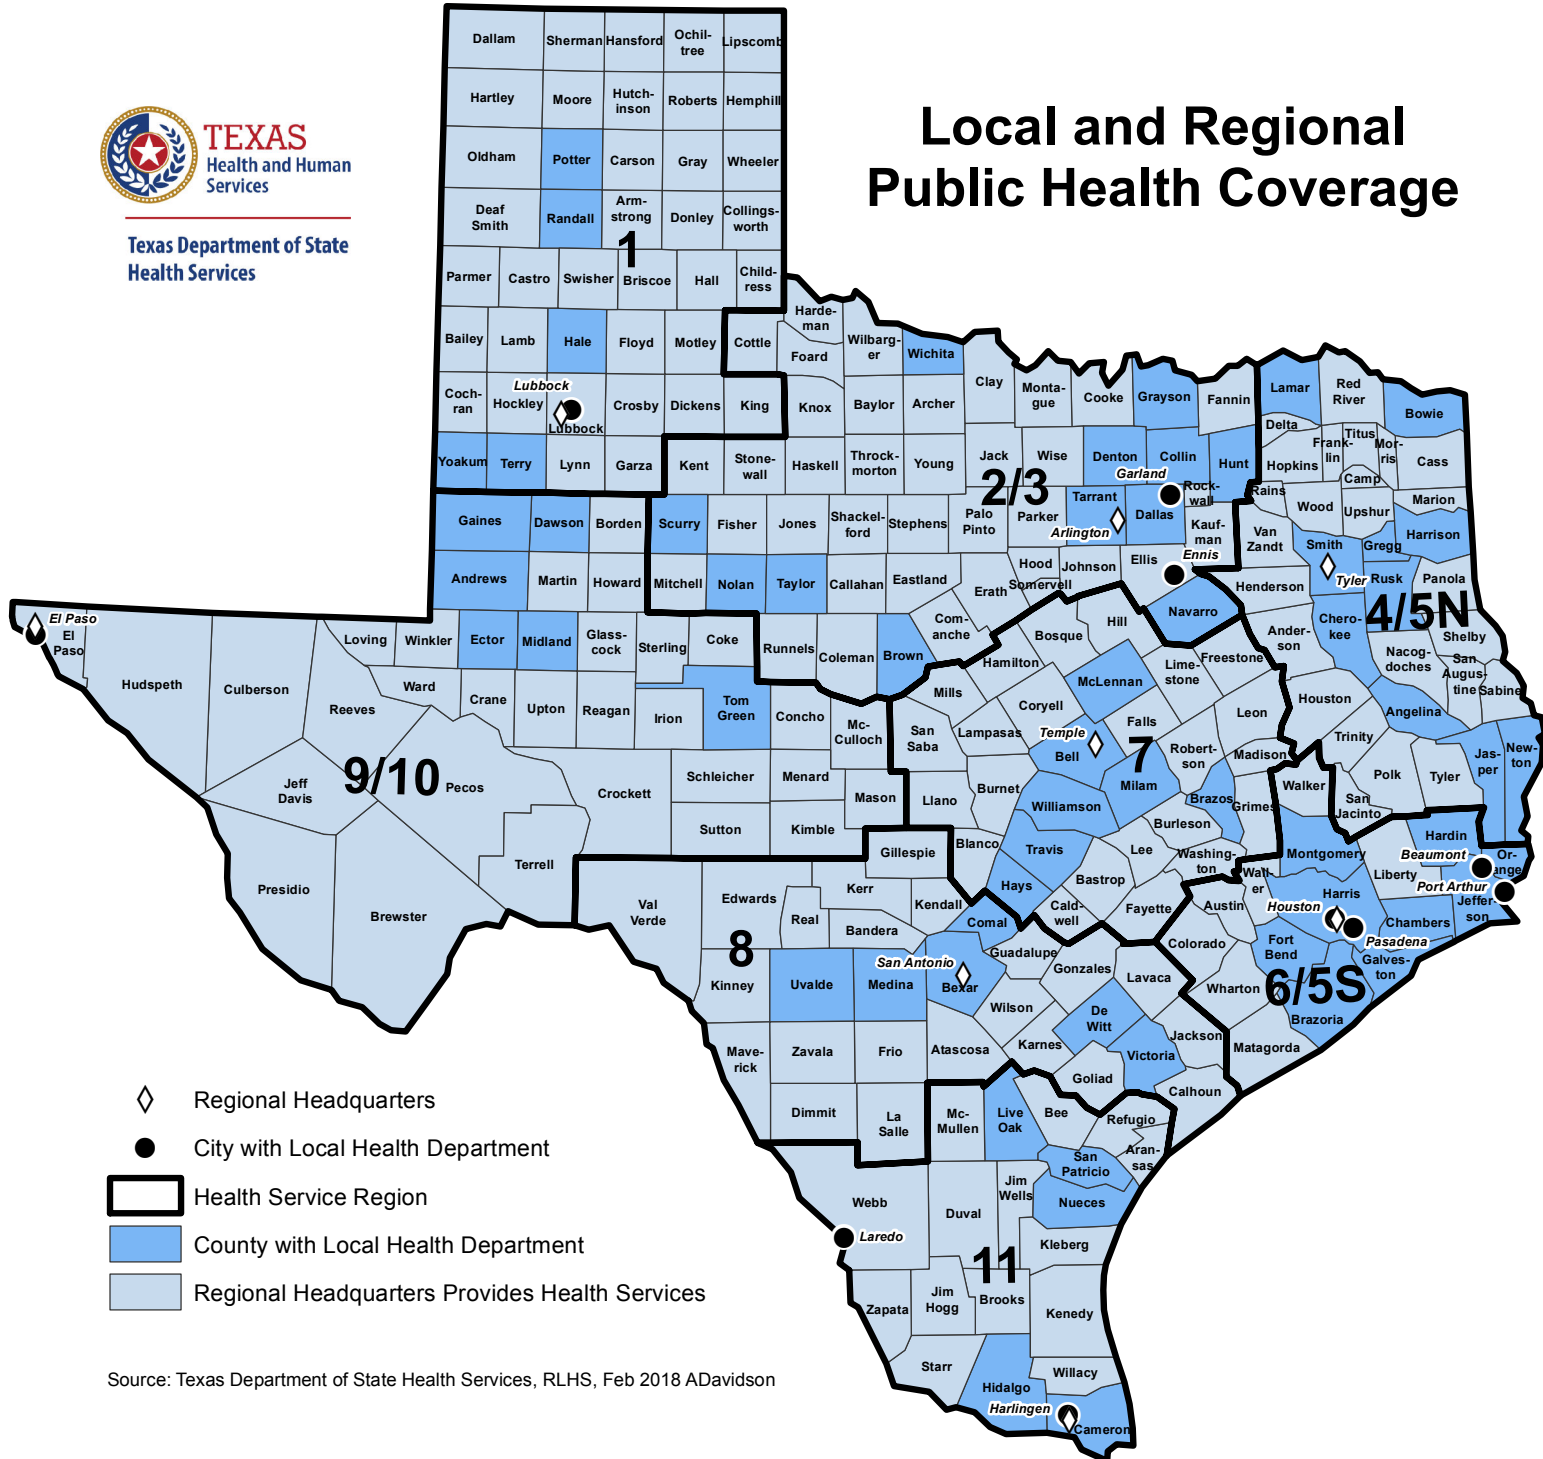 Local and Regional
Public Health Coverage
TEXAS
Health and Human
Services
Texas Department of State
Health Services
Dallam
Sherman
Hansford
Ochil-
tree
Lipscomb
Hartley
Moore
Hutch-
inson
Roberts
Hemphill
Oldham
Potter
Carson
Gray
Wheeler
Deaf
Smith
Randall
Arm-
strong
Donley
Collings-
worth
1
Parmer
Castro
Swisher
Briscoe
Hall
Child-
ress
Bailey
Lamb
Hale
Floyd
Motley
Cottle
Harde-
man
Foard
Wilbarg-
er
Wichita
Clay
Monta-
gue
Cooke
Grayson
Fannin
Lamar
Red
River
Bowie
Coch-
ran
Hockley
Lubbock
Lubbock
Crosby
Dickens
King
Knox
Baylor
Archer
Delta
Hopkins
Frank-
lin
Titus
Mor-
ris
Cass
Camp
Yoakum
Terry
Lynn
Garza
Kent
Stone-
wall
Haskell
Throck-
morton
Young
Jack
Wise
Denton
Collin
Hunt
Garland
Rock-
wall
2/3
Rains
Wood
Upshur
Marion
Gaines
Dawson
Borden
Scurry
Fisher
Jones
Shackel-
ford
Stephens
Palo
Pinto
Parker
Tarrant
Arlington
Dallas
Kauf-
man
Van
Zandt
Smith
Tyler
Gregg
Harrison
Andrews
Martin
Howard
Mitchell
Nolan
Taylor
Callahan
Eastland
Erath
Hood
Somervell
Johnson
Ellis
Ennis
Henderson
Rusk
Panola
4/5N
Navarro
Ander-
son
Chero-
kee
Shelby
Nacog-
doches
San
Augus-
tine
Sabine
El Paso
El
Paso
Hudspeth
Culberson
Loving
Winkler
Ector
Midland
Glass-
cock
Sterling
Coke
Runnels
Coleman
Brown
Com-
anche
Hamilton
Bosque
Hill
Lime-
stone
Freestone
Reeves
Ward
Crane
Upton
Reagan
Irion
Tom
Green
Concho
Mc-
Culloch
Mills
San
Saba
Lampasas
Coryell
McLennan
Falls
Leon
Houston
Angelina
Trinity
Temple
Bell
7
Robert-
son
Madison
Polk
Tyler
Jas-
per
New-
ton
9/10
Jeff
Davis
Pecos
Crockett
Schleicher
Menard
Mason
Llano
Burnet
Williamson
Milam
Brazos
Grimes
Walker
San
Jacinto
Sutton
Kimble
Burleson
Terrell
Gillespie
Blanco
Travis
Lee
Washing-
ton
Montgomery
Hardin
Beaumont
Or-
ange
Presidio
Brewster
Val
Verde
Edwards
Kerr
Real
Kendall
Bandera
Hays
Comal
Bastrop
Cald-
well
Fayette
Austin
Wall-
er
Harris
Houston
Pasadena
Liberty
Port Arthur
Jeffer-
son
Chambers
8
San Antonio
Bexar
Guadalupe
Gonzales
Lavaca
Colorado
Fort
Bend
Galves-
ton
6/5S
Kinney
Uvalde
Medina
Wilson
De
Witt
Wharton
Brazoria
Mave-
rick
Zavala
Frio
Atascosa
Karnes
Victoria
Jackson
Matagorda
Goliad
Calhoun
Dimmit
La
Salle
Mc-
Mullen
Live
Oak
Bee
Refugio
Aran-
sas
San
Patricio
Webb
Laredo
Duval
Jim
Wells
Nueces
Kleberg
11
Zapata
Jim
Hogg
Brooks
Kenedy
Starr
Hidalgo
Willacy
Harlingen
Cameron
Regional Headquarters
City with Local Health Department
Health Service Region
County with Local Health Department
Regional Headquarters Provides Health Services
Source: Texas Department of State Health Services, RLHS, Feb 2018 ADavidson